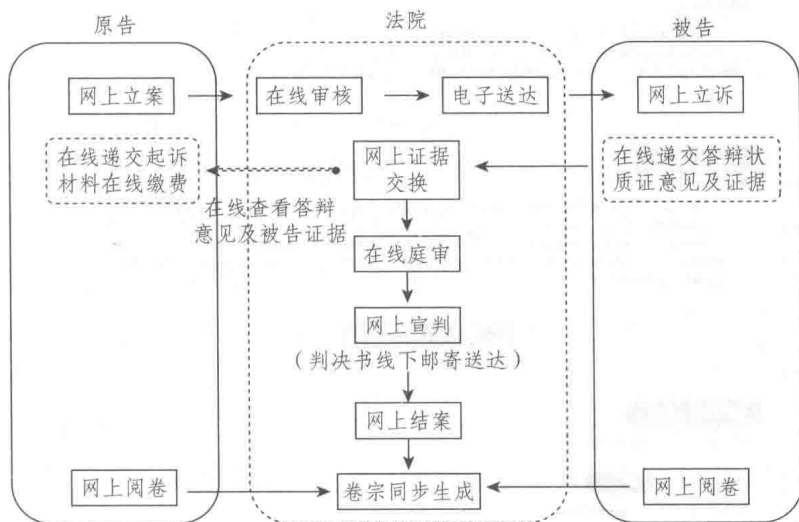 原告
法院
被告
网上立案
在线审核
电子送达
网上立诉
在线递交起诉
材料在线缴费
网上证据
交换
在线递交答辩状
质证意见及证据
在线查看答辩
意见及被告证据
在线庭审
网上宣判
(判决书线下邮寄送达)
网上结案
网上阅卷
卷宗同步生成
网上阅卷